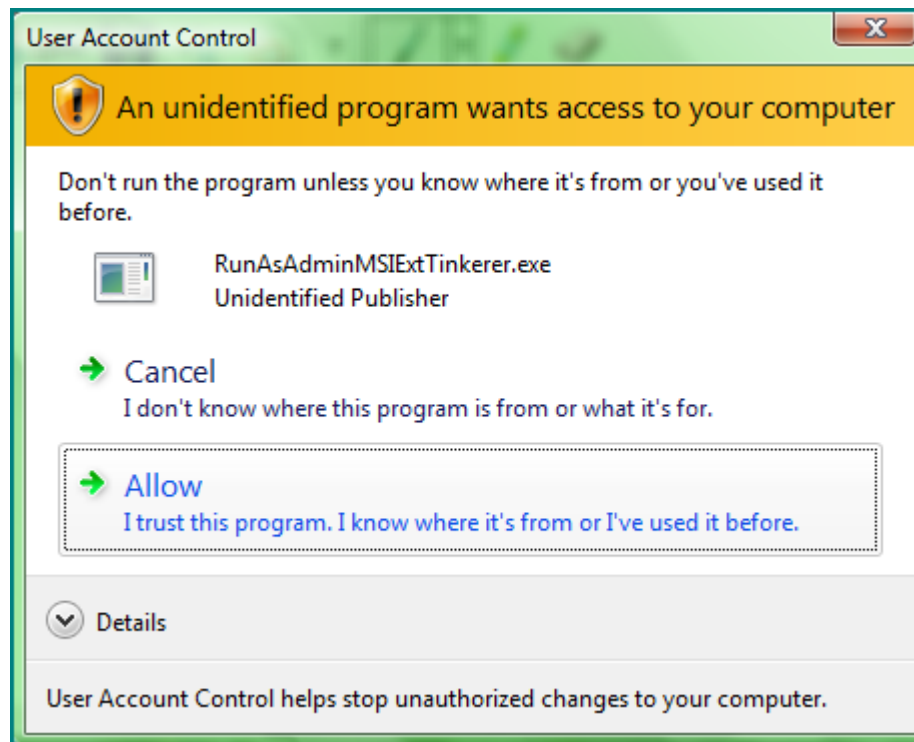 User Account Control
An unidentified program wants access to your computer
Don't run the program unless you know where it's from or you've used it
before.
RunAsAdminMSIExtTinkerer.exe
Unidentified Publisher
Cancel
I don't know where this program is from or what it's for.
Allow
I trust this program. I know where it's from or I've used it before.
Details
User Account Control helps stop unauthorized changes to your computer.